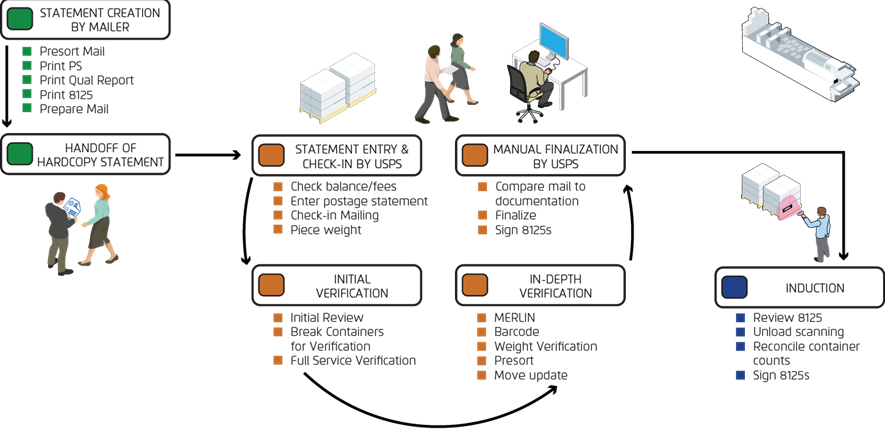 STATEMENT CREATION
BY MAILER
Presort Mail
Print PS
Print Qual Report
Print 8125
Prepare Mail
HANDOFF OF
HARDCOPY STATEMENT
STATEMENT ENTRY &
CHECK-IN BY USPS
Check balance/fees
Enter postage statement
Check-in Mailing
Piece weight
INITIAL
VERIFICATION
Initial Review
Break Containers
for Verification
Full Service Verification
IN-DEPTH
VERIFICATION
MERLIN
Barcode
Weight Verification
Presort
Move update
MANUAL FINALIZATION
BY USPS
Compare mail to
documentation
Finalize
Sign 8125s
INDUCTION
Review 8125
Unload scanning
Reconcile container
counts
Sign 8125s